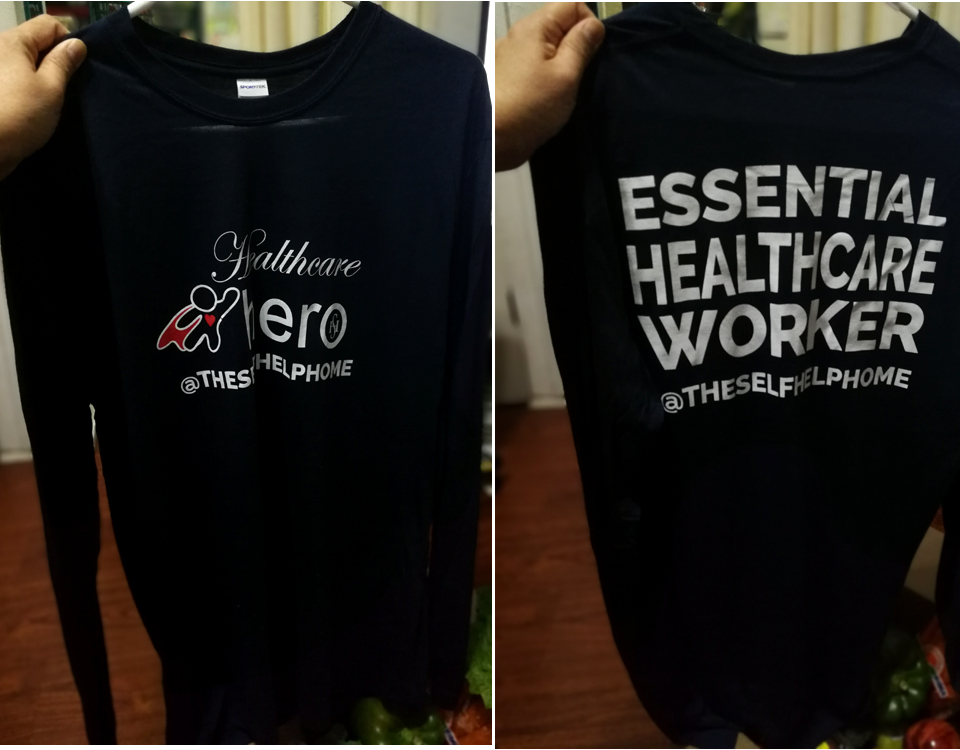 SPORT-TEK
Healthcare
hero
@THESELFHELPHOME
ESSENTIAL
HEALTHCARE
WORKER
@THESELFHELPHOME